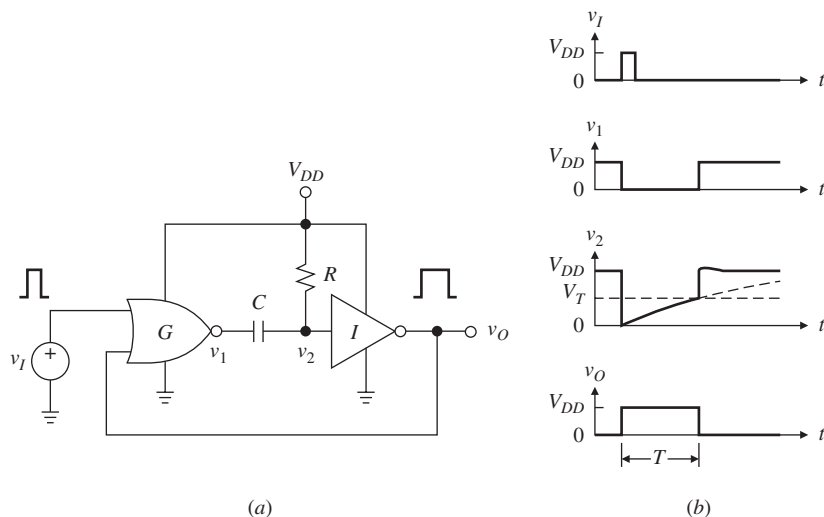 V_DD
R
C
G
v_1
v_2
I
v_O
v_I
+
(a)
v_I
V_DD
0
t
v_1
V_DD
0
t
v_2
V_DD
V_T
0
t
v_O
V_DD
0
t
T
(b)